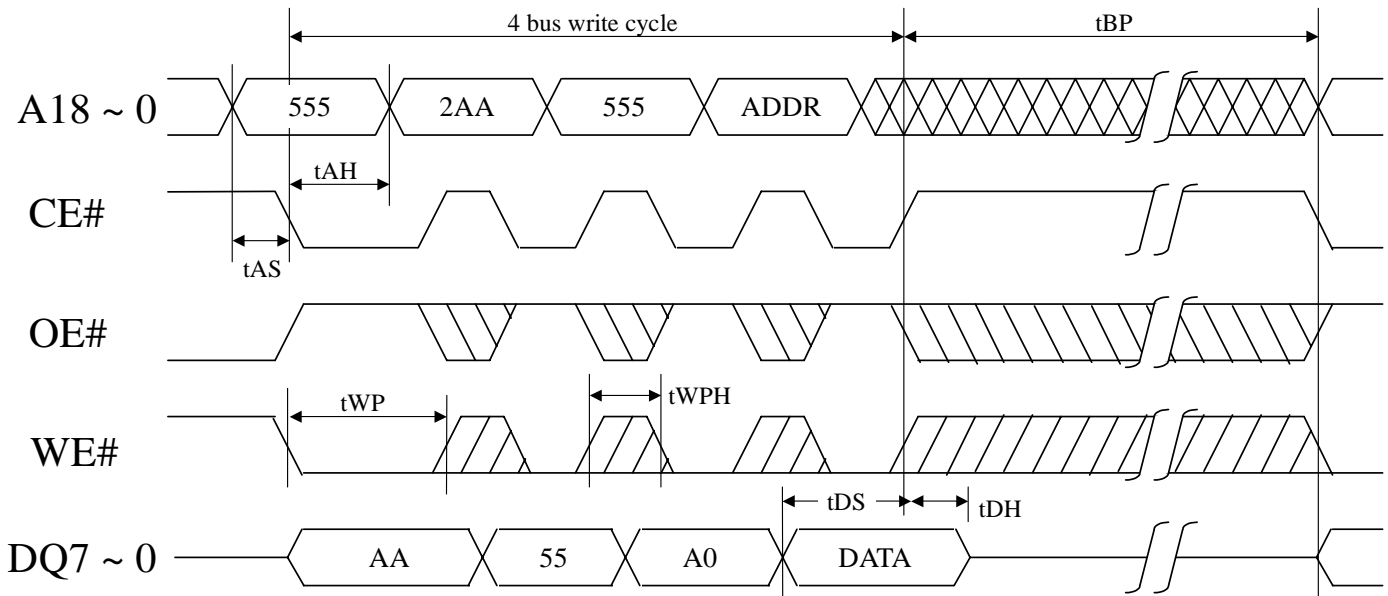 4 bus write cycle tBP
A18 ~ 0 555 2AA 555 ADDR
tAH
CE#
tAS
OE#
tWP tWPH
WE#
tDS tDH
DQ7 ~ 0 AA 55 A0 DATA